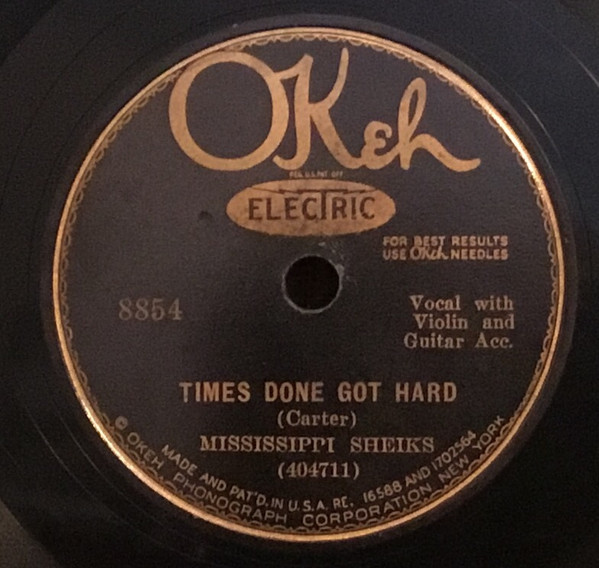 OKeh
REG. U.S. PAT. OFF.
ELECTRIC
FOR BEST RESULTS
USE OKeh NEEDLES
8854
Vocal with
Violin and
Guitar Acc.
TIMES DONE GOT HARD
(Carter)
MISSISSIPPI SHEIKS
(404711)
MADE AND PAT'D. IN U.S.A. RE. 16588 AND 1702564
© OKEH PHONOGRAPH CORPORATION NEW YORK